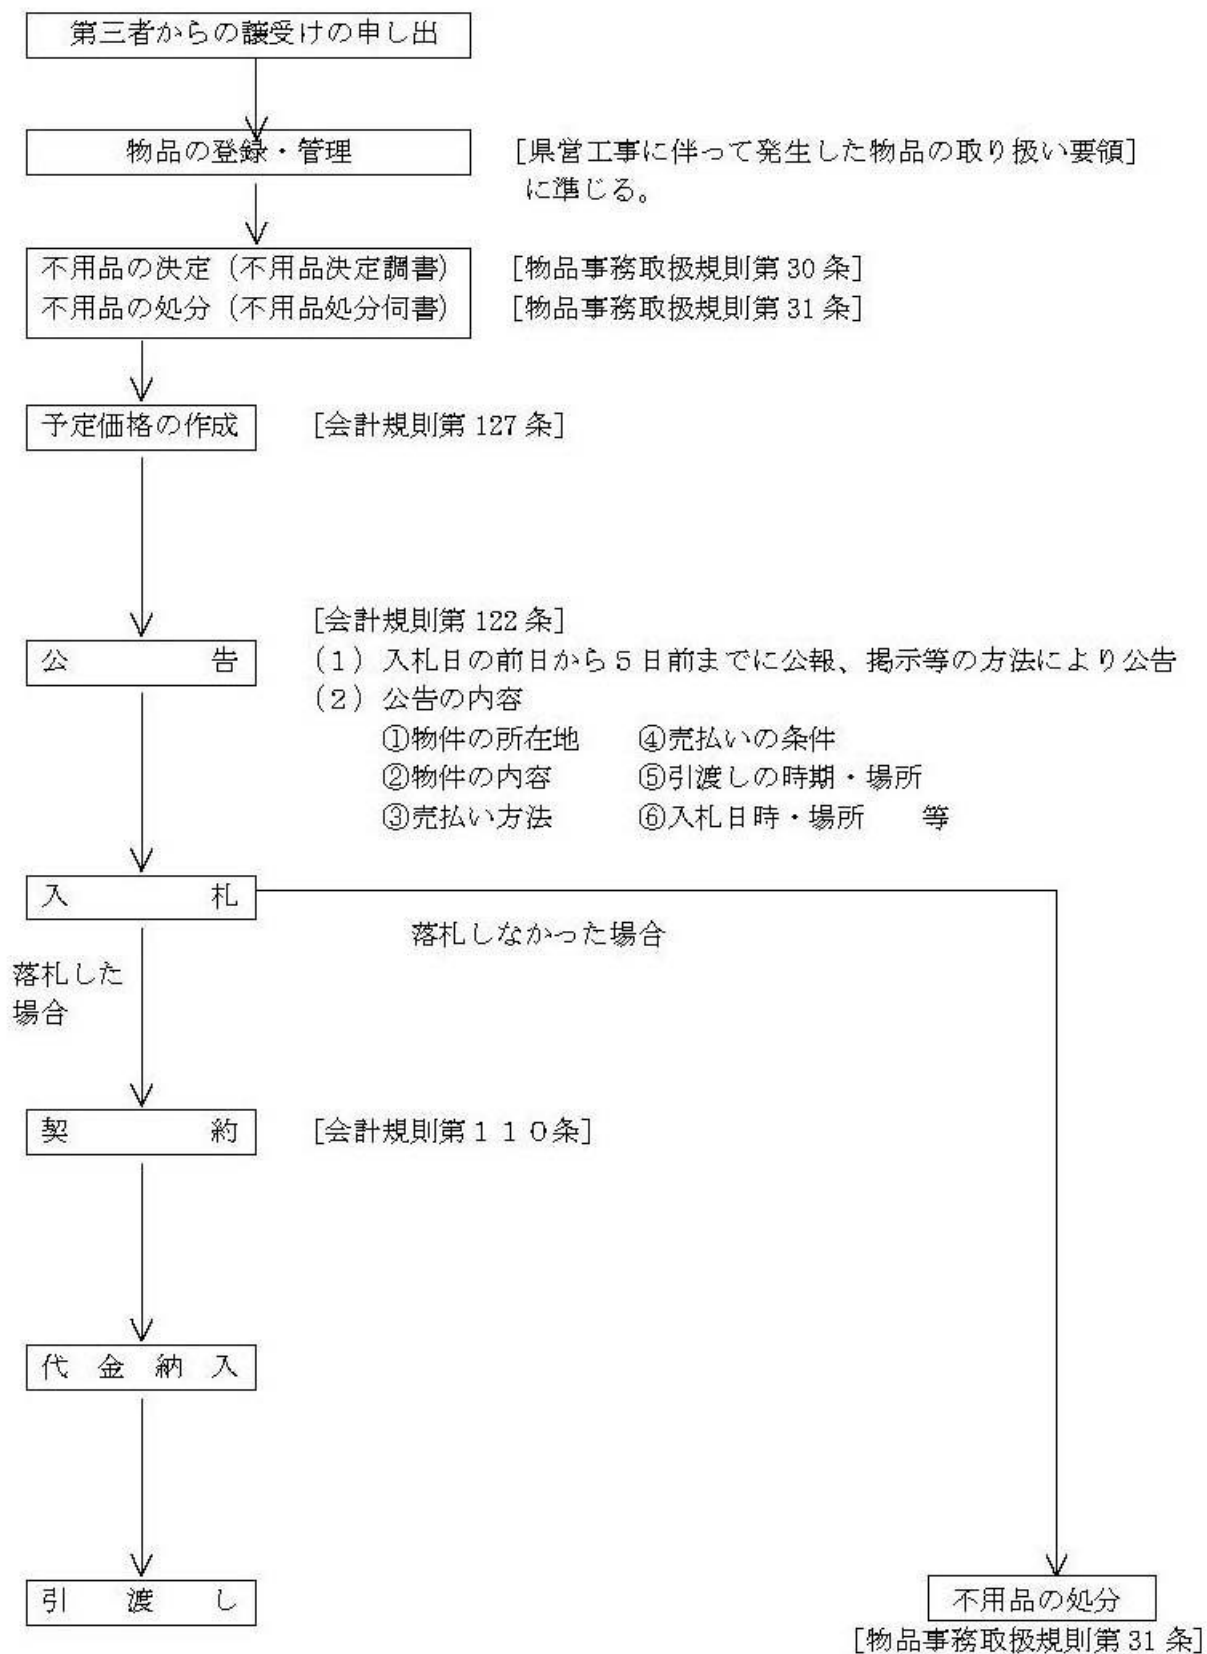 第三者からの譲受けの申し出
物品の登録・管理
[県営工事に伴って発生した物品の取り扱い要領]
に準じる。
不用品の決定（不用品決定調書）
[物品事務取扱規則第30条]
不用品の処分（不用品処分伺書）
[物品事務取扱規則第31条]
予定価格の作成
[会計規則第127条]
[会計規則第122条]
公告
（１）入札日の前日から５日前までに公報、掲示等の方法により公告
（２）公告の内容
①物件の所在地　④売払いの条件
②物件の内容　⑤引渡しの時期・場所
③売払い方法　⑥入札日時・場所　等
入札
落札しなかった場合
落札した
場合
契約
[会計規則第１１０条]
代金納入
引渡し
不用品の処分
[物品事務取扱規則第31条]